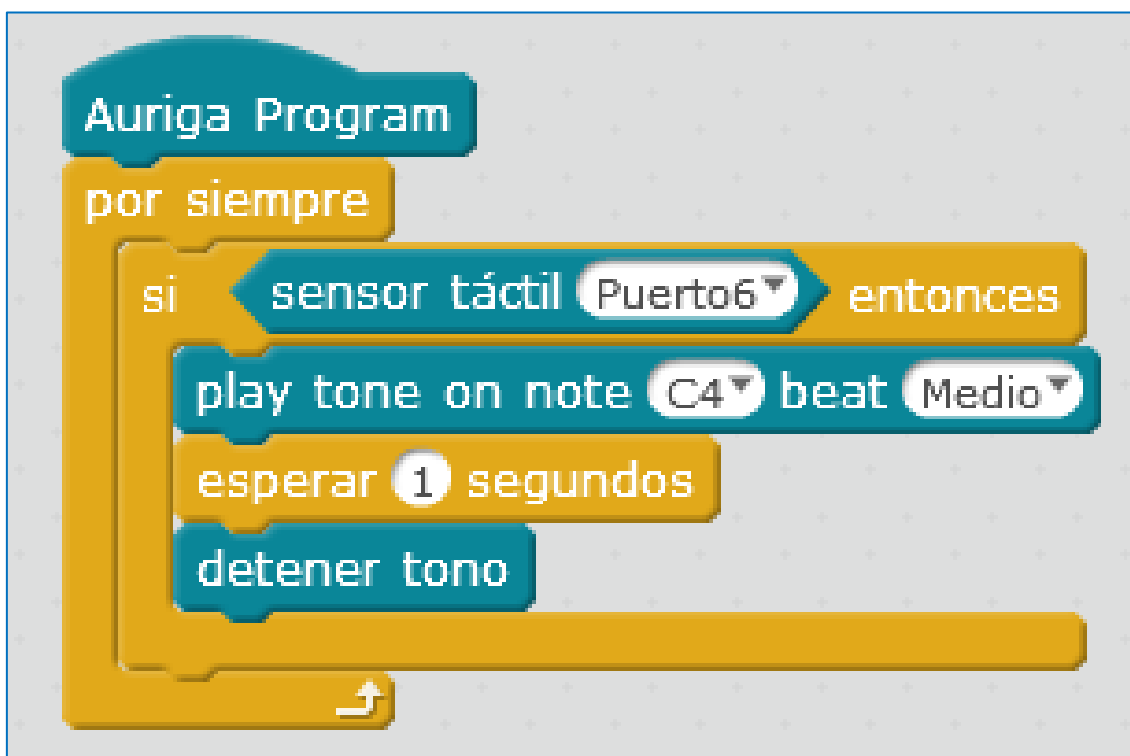 Auriga Program
por siempre
si sensor táctil Puerto6 entonces
play tone on note C4 beat Medio
esperar 1 segundos
detener tono